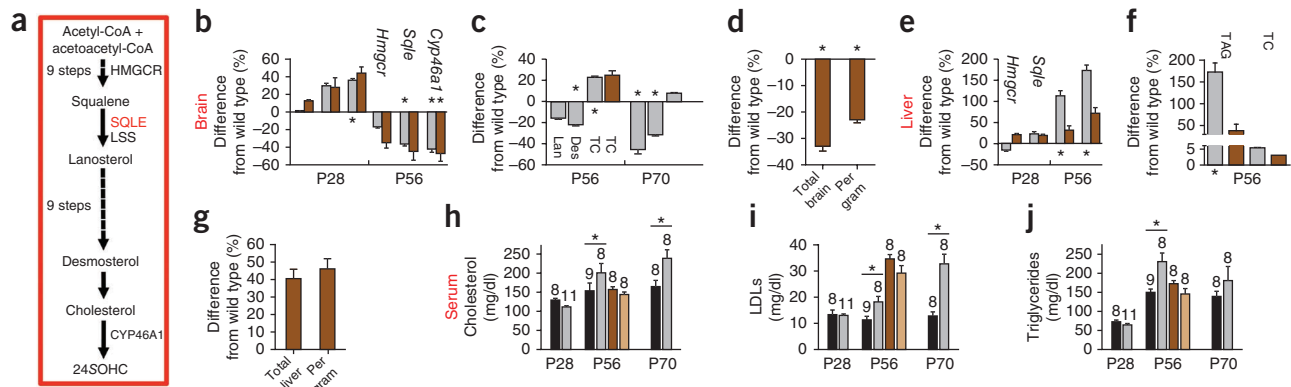 a
Acetyl-CoA +
acetoacetyl-CoA
9 steps
HMGCR
Squalene
SQLE
LSS
Lanosterol
9 steps
Desmosterol
Cholesterol
CYP46A1
24SOHC
b
Brain
Difference
from wild type (%)
60
40
20
0
−20
−40
−60
Hmgcr
Sqle
Cyp46a1
*
*
**
P28
P56
c
Difference
from wild type (%)
60
40
20
0
−20
−40
−60
*
*
*
*
Lan
Des
TC
TC
P56
P70
d
Difference
from wild type (%)
0
−10
−20
−30
−40
*
*
Total
brain
Per
gram
e
Liver
Difference
from wild type (%)
200
150
100
50
0
−50
Hmgcr
Sqle
*
*
P28
P56
f
Difference
from wild type (%)
200
150
100
50
5
0
TAG
TC
*
P56
g
Difference
from wild type (%)
60
50
40
30
20
10
0
Total
liver
Per
gram
h
Serum
Cholesterol
(mg/dl)
250
200
150
100
50
0
8
11
9
8
8
8
8
8
*
*
P28
P56
P70
i
LDLs
(mg/dl)
40
30
20
10
0
8
11
9
8
8
8
8
8
*
*
P28
P56
P70
j
Triglycerides
(mg/dl)
250
200
150
100
50
0
8
11
9
8
8
8
8
8
*
P28
P56
P70